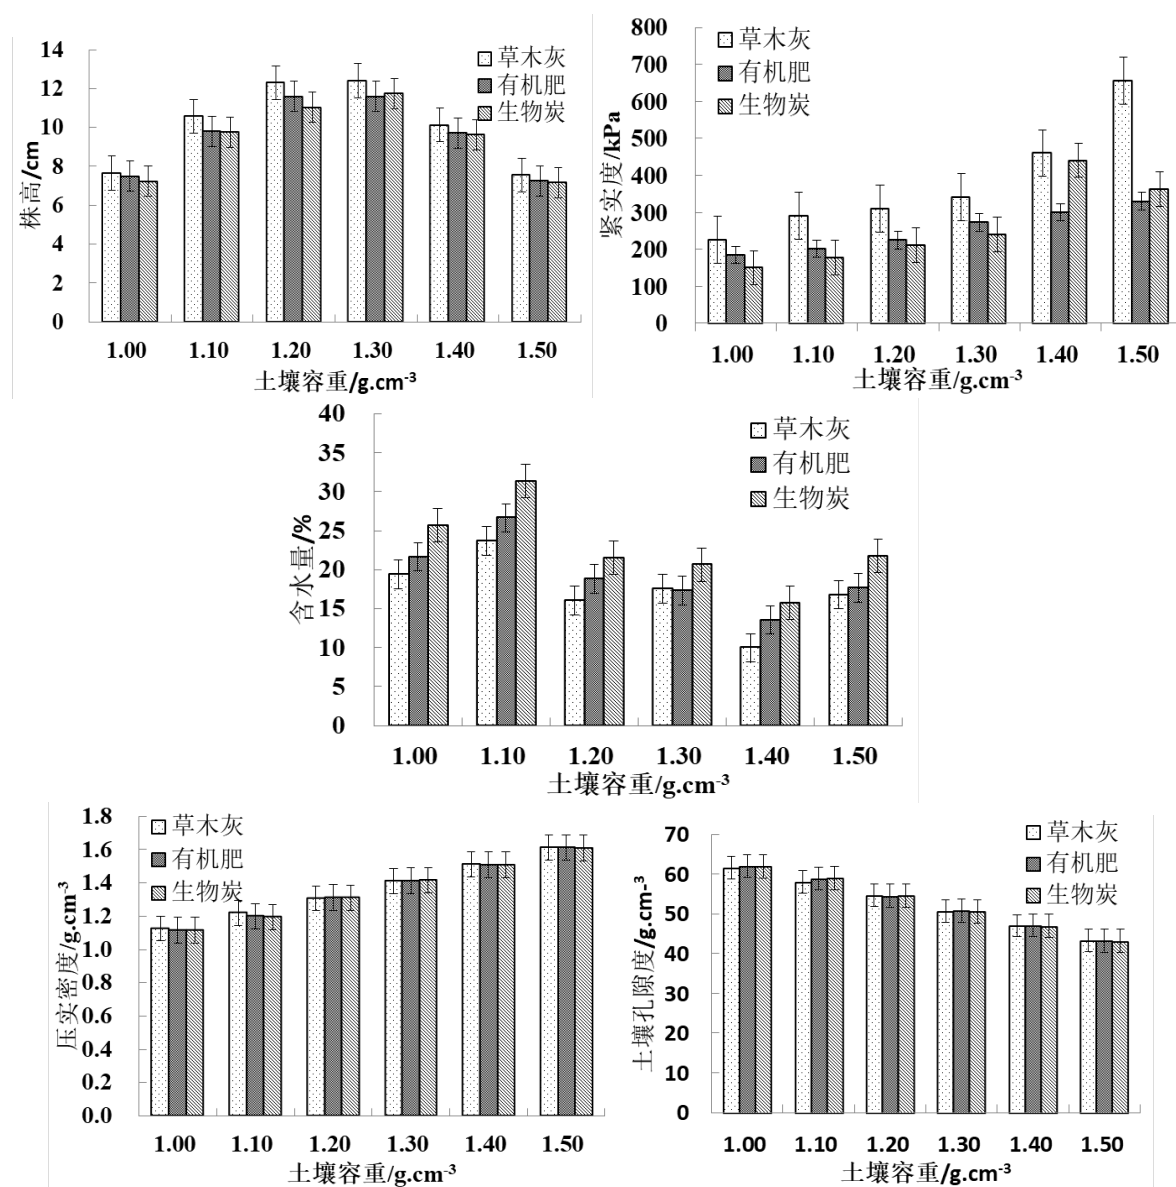 株高/cm
14
12
10
8
6
4
2
0
草木灰
有机肥
生物炭
1.00 1.10 1.20 1.30 1.40 1.50
土壤容重/g.cm-3
紧实度/kPa
800
700
600
500
400
300
200
100
0
草木灰
有机肥
生物炭
1.00 1.10 1.20 1.30 1.40 1.50
土壤容重/g.cm-3
含水量/%
40
35
30
25
20
15
10
5
0
草木灰
有机肥
生物炭
1.00 1.10 1.20 1.30 1.40 1.50
土壤容重/g.cm-3
压实密度/g.cm-3
1.8
1.6
1.4
1.2
1.0
0.8
0.6
0.4
0.2
0.0
草木灰
有机肥
生物炭
1.00 1.10 1.20 1.30 1.40 1.50
土壤容重/g.cm-3
土壤孔隙度/g.cm-3
70
60
50
40
30
20
10
0
草木灰
有机肥
生物炭
1.00 1.10 1.20 1.30 1.40 1.50
土壤容重/g.cm-3